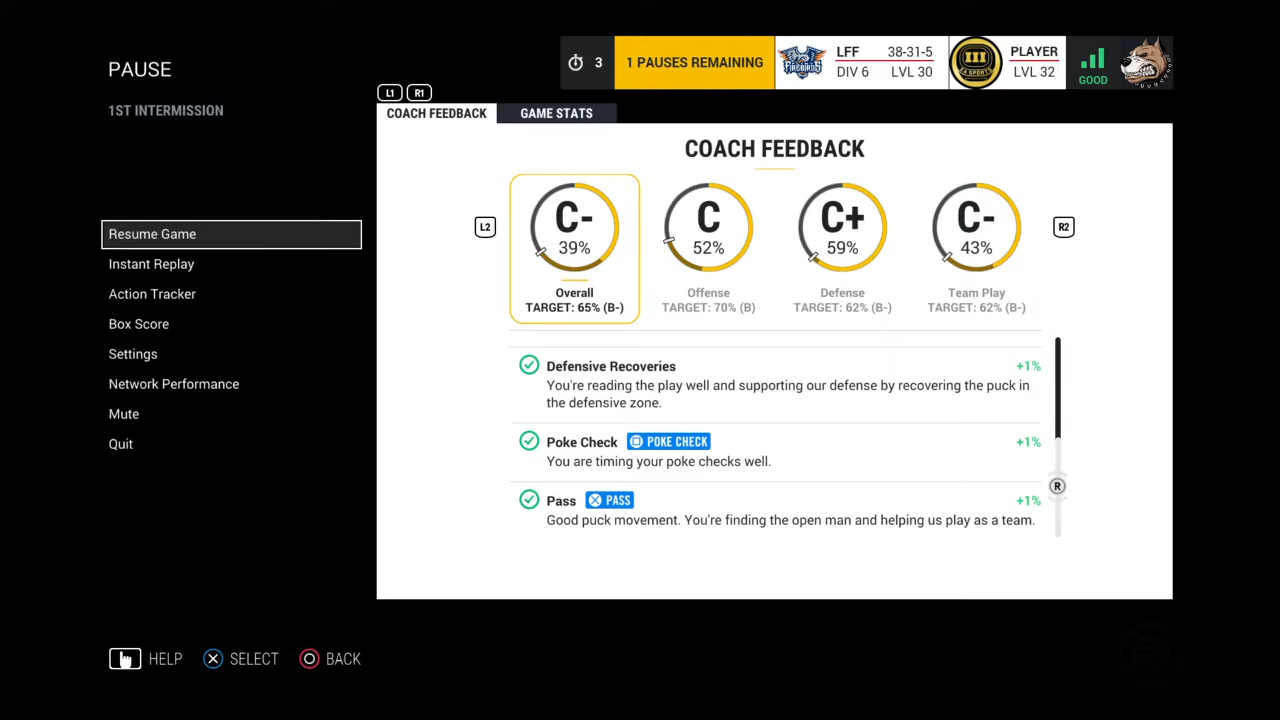 PAUSE
1ST INTERMISSION
3
1 PAUSES REMAINING
FIREBIRDS
LFF 38-31-5
DIV 6 LVL 30
III
PLAYER
LVL 32
GOOD
L1 R1
COACH FEEDBACK GAME STATS
COACH FEEDBACK
L2
C-
39%
Overall
TARGET: 65% (B-)
C
52%
Offense
TARGET: 70% (B)
C+
59%
Defense
TARGET: 62% (B-)
C-
43%
Team Play
TARGET: 62% (B-)
R2
Resume Game
Instant Replay
Action Tracker
Box Score
Settings
Network Performance
Mute
Quit
Defensive Recoveries +1%
You're reading the play well and supporting our defense by recovering the puck in
the defensive zone.
Poke Check POKE CHECK +1%
You are timing your poke checks well.
R
Pass PASS +1%
Good puck movement. You're finding the open man and helping us play as a team.
HELP SELECT BACK